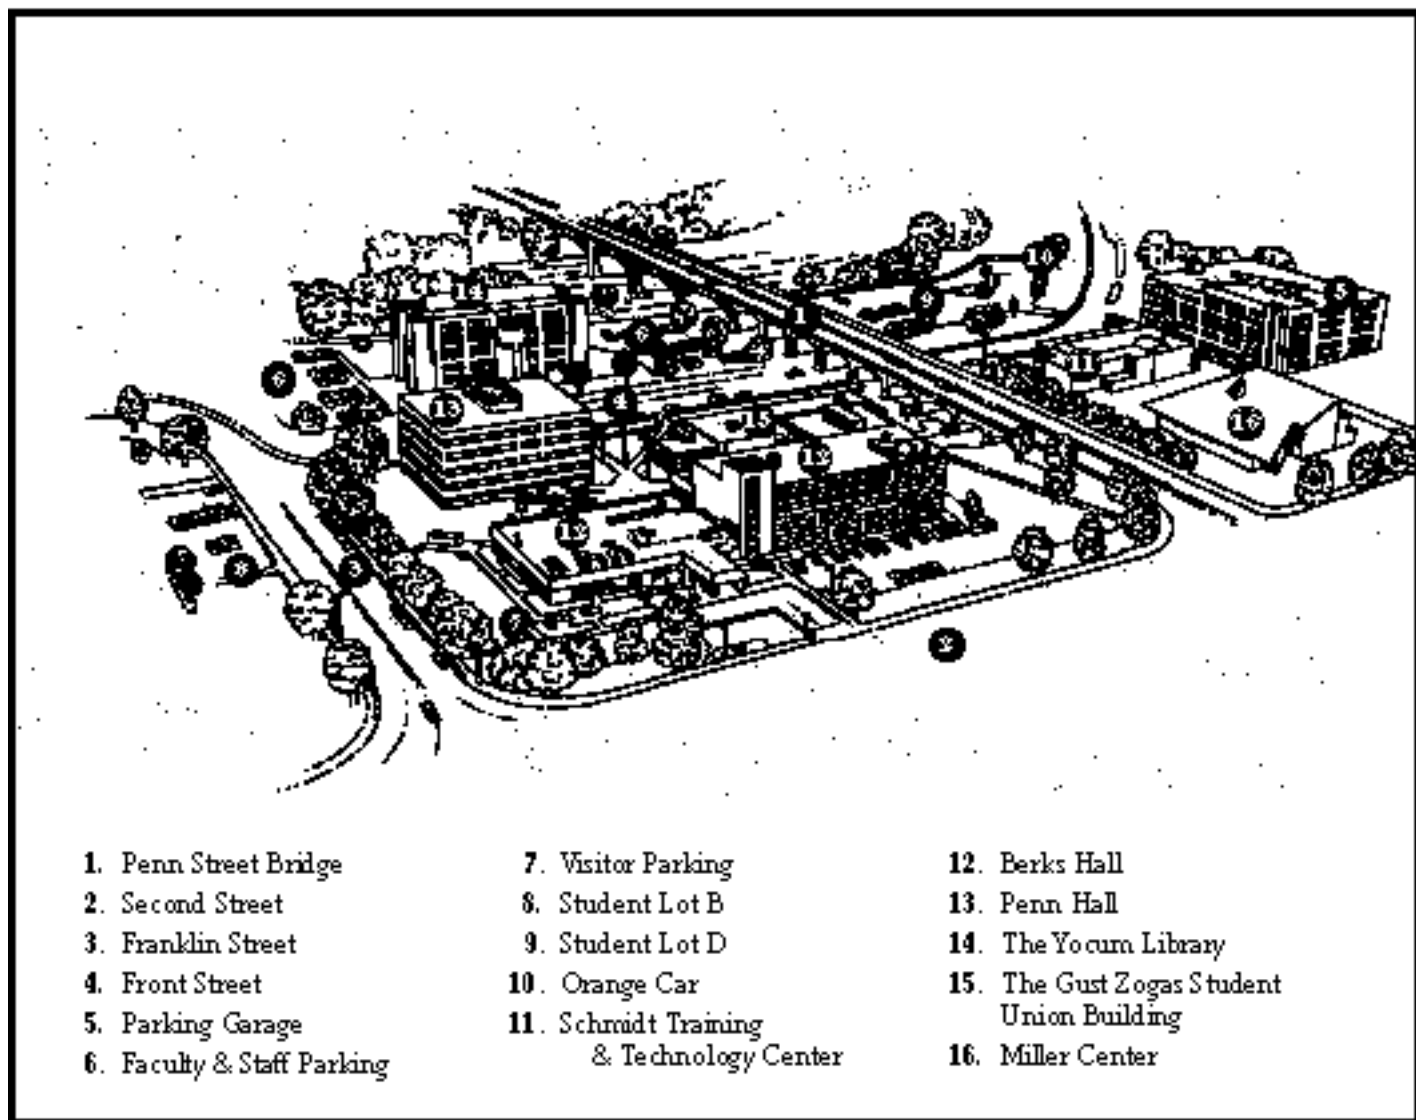 1. Penn Street Bridge
2. Second Street
3. Franklin Street
4. Front Street
5. Parking Garage
6. Faculty & Staff Parking
7. Visitor Parking
8. Student Lot B
9. Student Lot D
10. Orange Car
11. Schmidt Training
& Technology Center
12. Berks Hall
13. Penn Hall
14. The Yocum Library
15. The Gust Zogas Student
Union Building
16. Miller Center